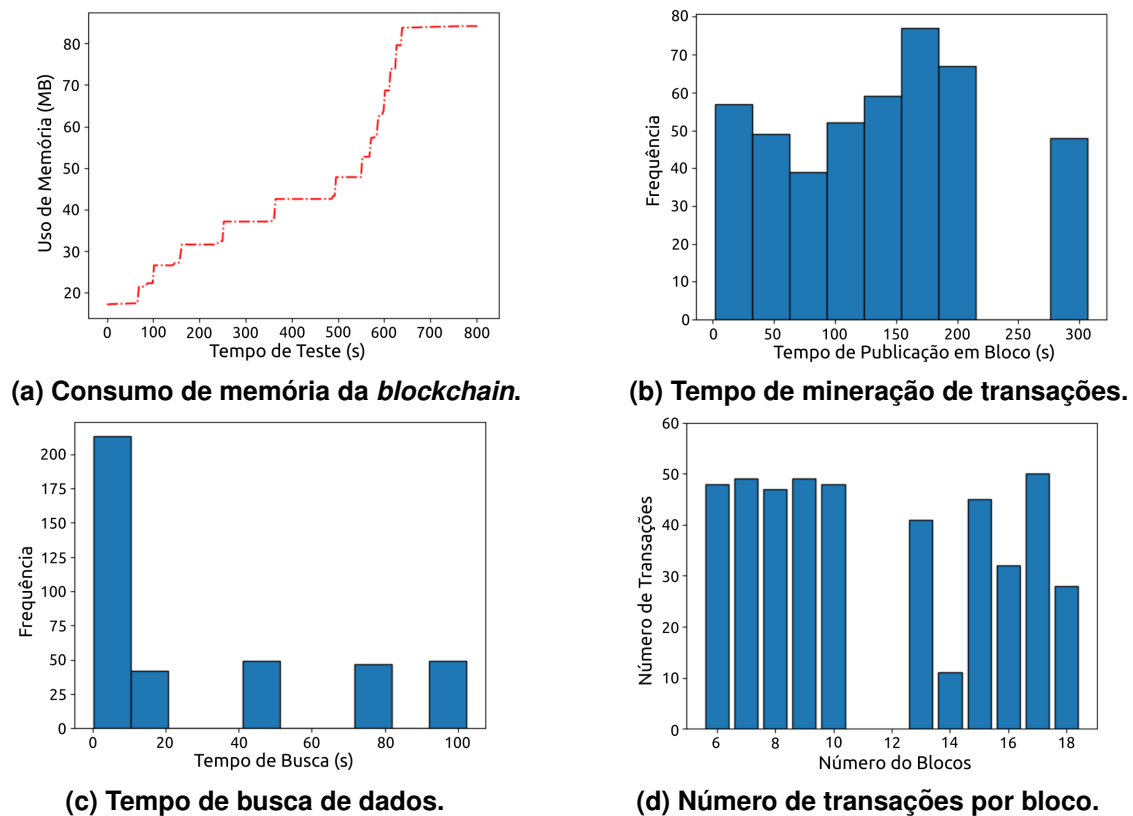 80
70
60
50
40
30
20
Uso de Memória (MB)
0 100 200 300 400 500 600 700 800
Tempo de Teste (s)
(a) Consumo de memória da blockchain.
80
70
60
50
40
30
20
10
0
Frequência
0 50 100 150 200 250 300
Tempo de Publicação em Bloco (s)
(b) Tempo de mineração de transações.
200
175
150
125
100
75
50
25
0
Frequência
0 20 40 60 80 100
Tempo de Busca (s)
(c) Tempo de busca de dados.
60
50
40
30
20
10
0
Número de Transações
6 8 10 12 14 16 18
Número do Blocos
(d) Número de transações por bloco.